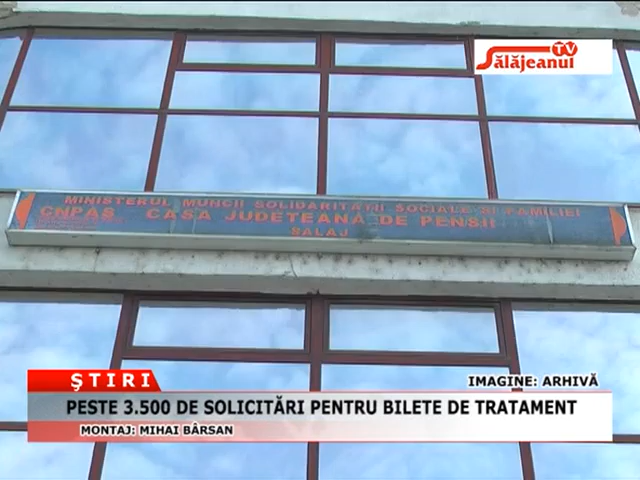 Sălăjeanul TV
MINISTERUL MUNCII SOLIDARITATII SOCIALE SI FAMILIEI
CNPAS CASA JUDETEANA DE PENSII
SALAJ
ŞTIRI
IMAGINE: ARHIVĂ
PESTE 3.500 DE SOLICITĂRI PENTRU BILETE DE TRATAMENT
MONTAJ: MIHAI BÂRSAN